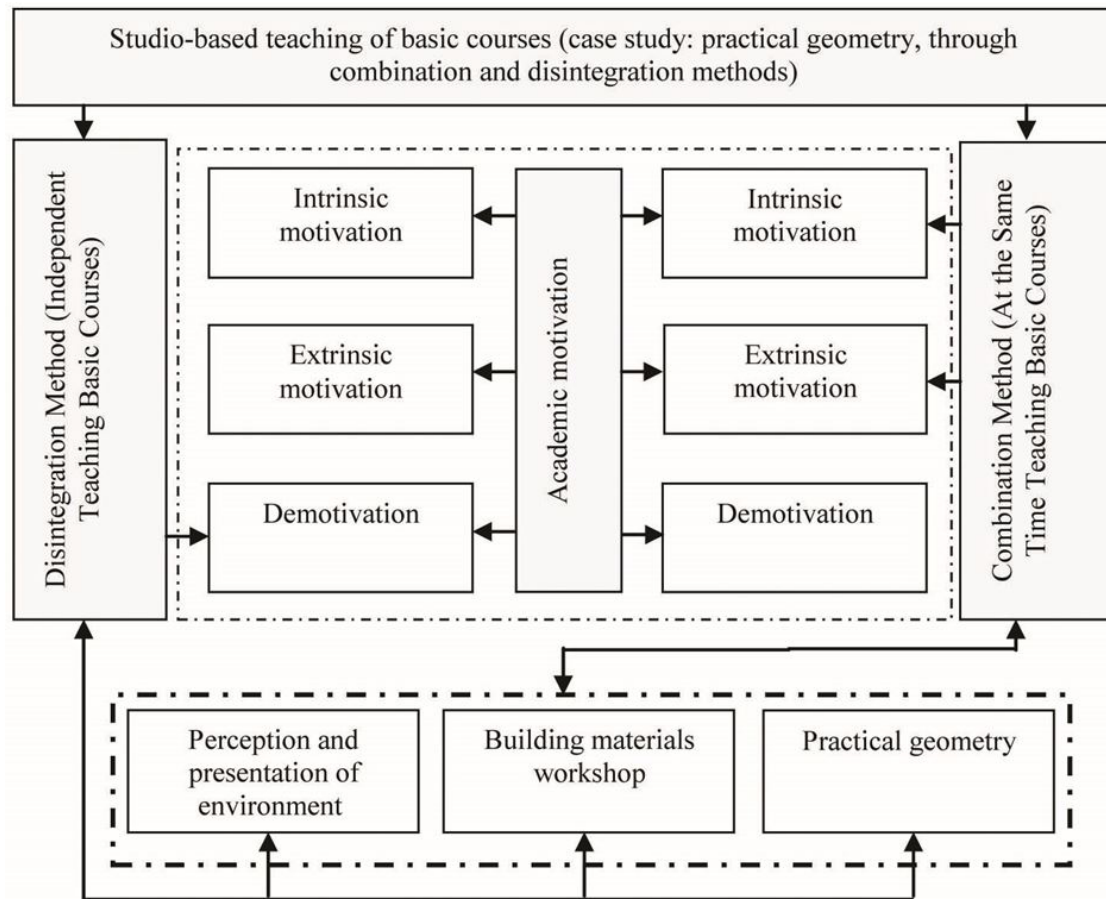 Studio-based teaching of basic courses (case study: practical geometry, through
combination and disintegration methods)
Disintegration Method (Independent
Teaching Basic Courses)
Intrinsic
motivation
Extrinsic
motivation
Demotivation
Academic motivation
Intrinsic
motivation
Extrinsic
motivation
Demotivation
Combination Method (At the Same
Time Teaching Basic Courses)
Perception and
presentation of
environment
Building materials
workshop
Practical geometry